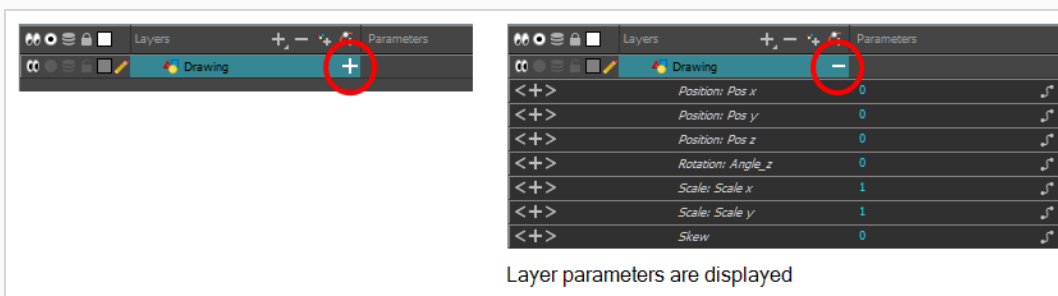 Layers Parameters
Drawing
Layers Parameters
Drawing
Position: Pos x 0
Position: Pos y 0
Position: Pos z 0
Rotation: Angle_z 0
Scale: Scale x 1
Scale: Scale y 1
Skew 0
Layer parameters are displayed